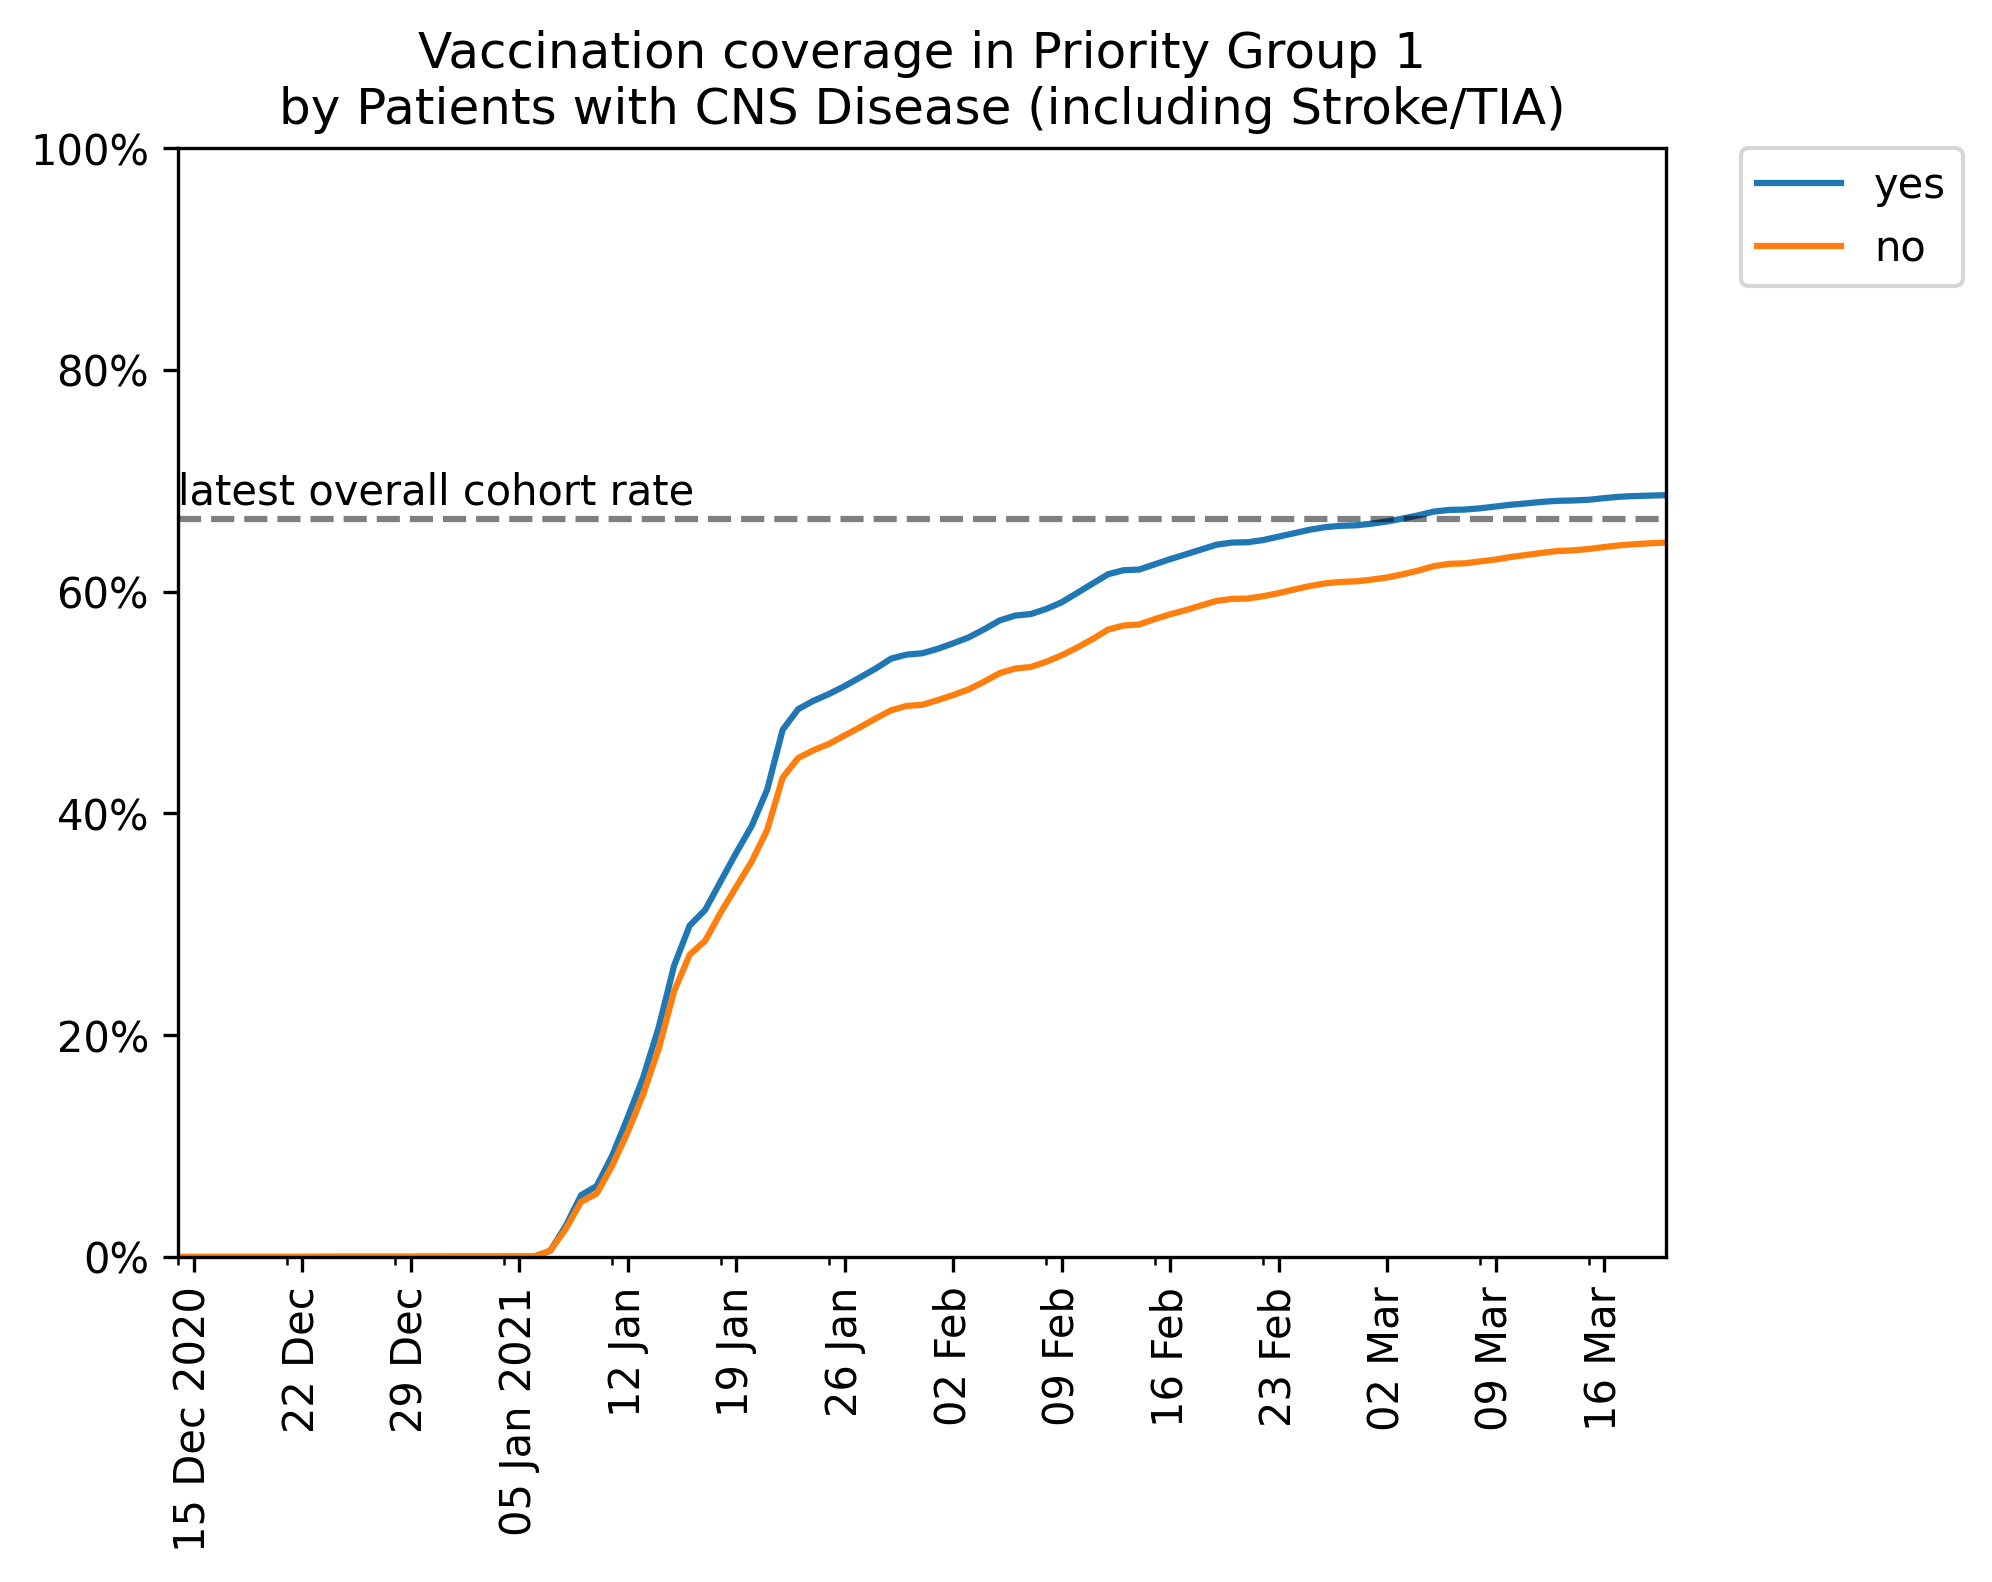 Vaccination coverage in Priority Group 1
by Patients with CNS Disease (including Stroke/TIA)
100%
80%
60%
40%
20%
0%
latest overall cohort rate
yes
no
15 Dec 2020
22 Dec
29 Dec
05 Jan 2021
12 Jan
19 Jan
26 Jan
02 Feb
09 Feb
16 Feb
23 Feb
02 Mar
09 Mar
16 Mar